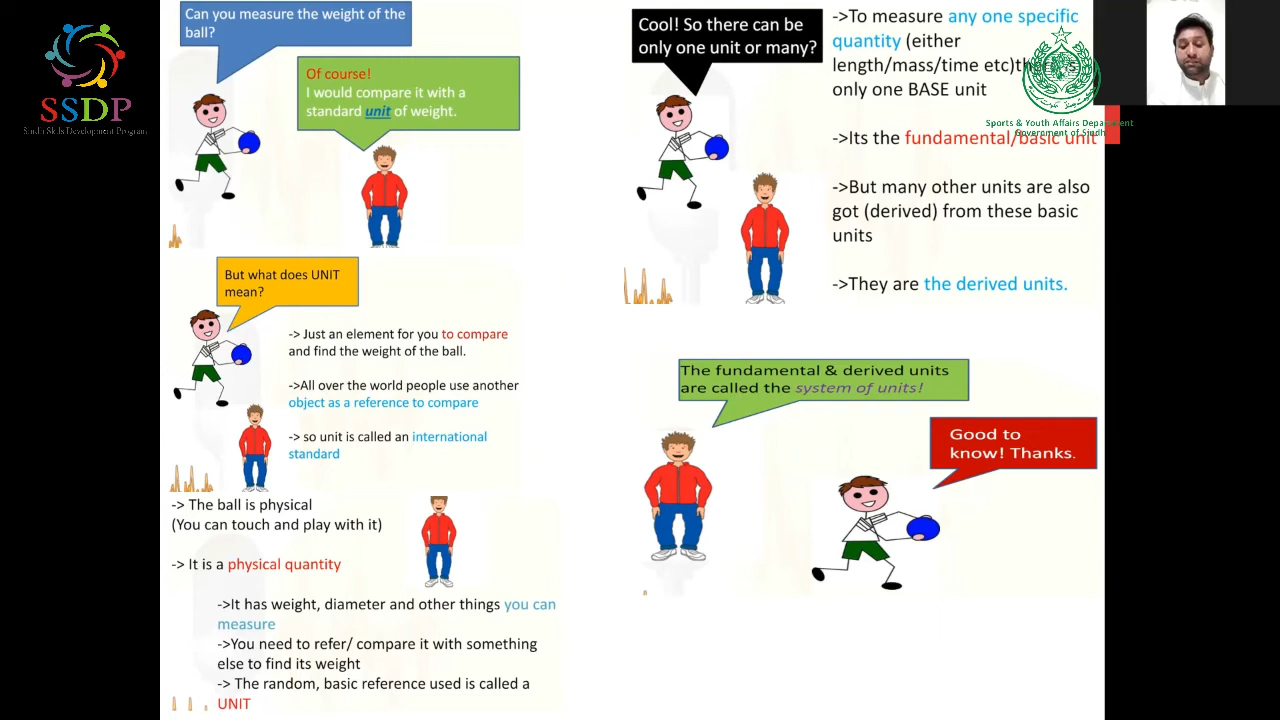 SSDP
Sindh Skills Development Program
Can you measure the weight of the
ball?
Of course!
I would compare it with a
standard unit of weight.
But what does UNIT
mean?
-> Just an element for you to compare
and find the weight of the ball.
->All over the world people use another
object as a reference to compare
-> so unit is called an international
standard
-> The ball is physical
(You can touch and play with it)
-> It is a physical quantity
->It has weight, diameter and other things you can
measure
->You need to refer/ compare it with something
else to find its weight
-> The random, basic reference used is called a
UNIT
Cool! So there can be
only one unit or many?
->To measure any one specific
quantity (either
length/mass/time etc)
only one BASE unit
->Its the fundamental/basic unit
->But many other units are also
got (derived) from these basic
units
->They are the derived units.
The fundamental & derived units
are called the system of units!
Good to
know! Thanks.
Sports & Youth Affairs Department
Government of Sindh